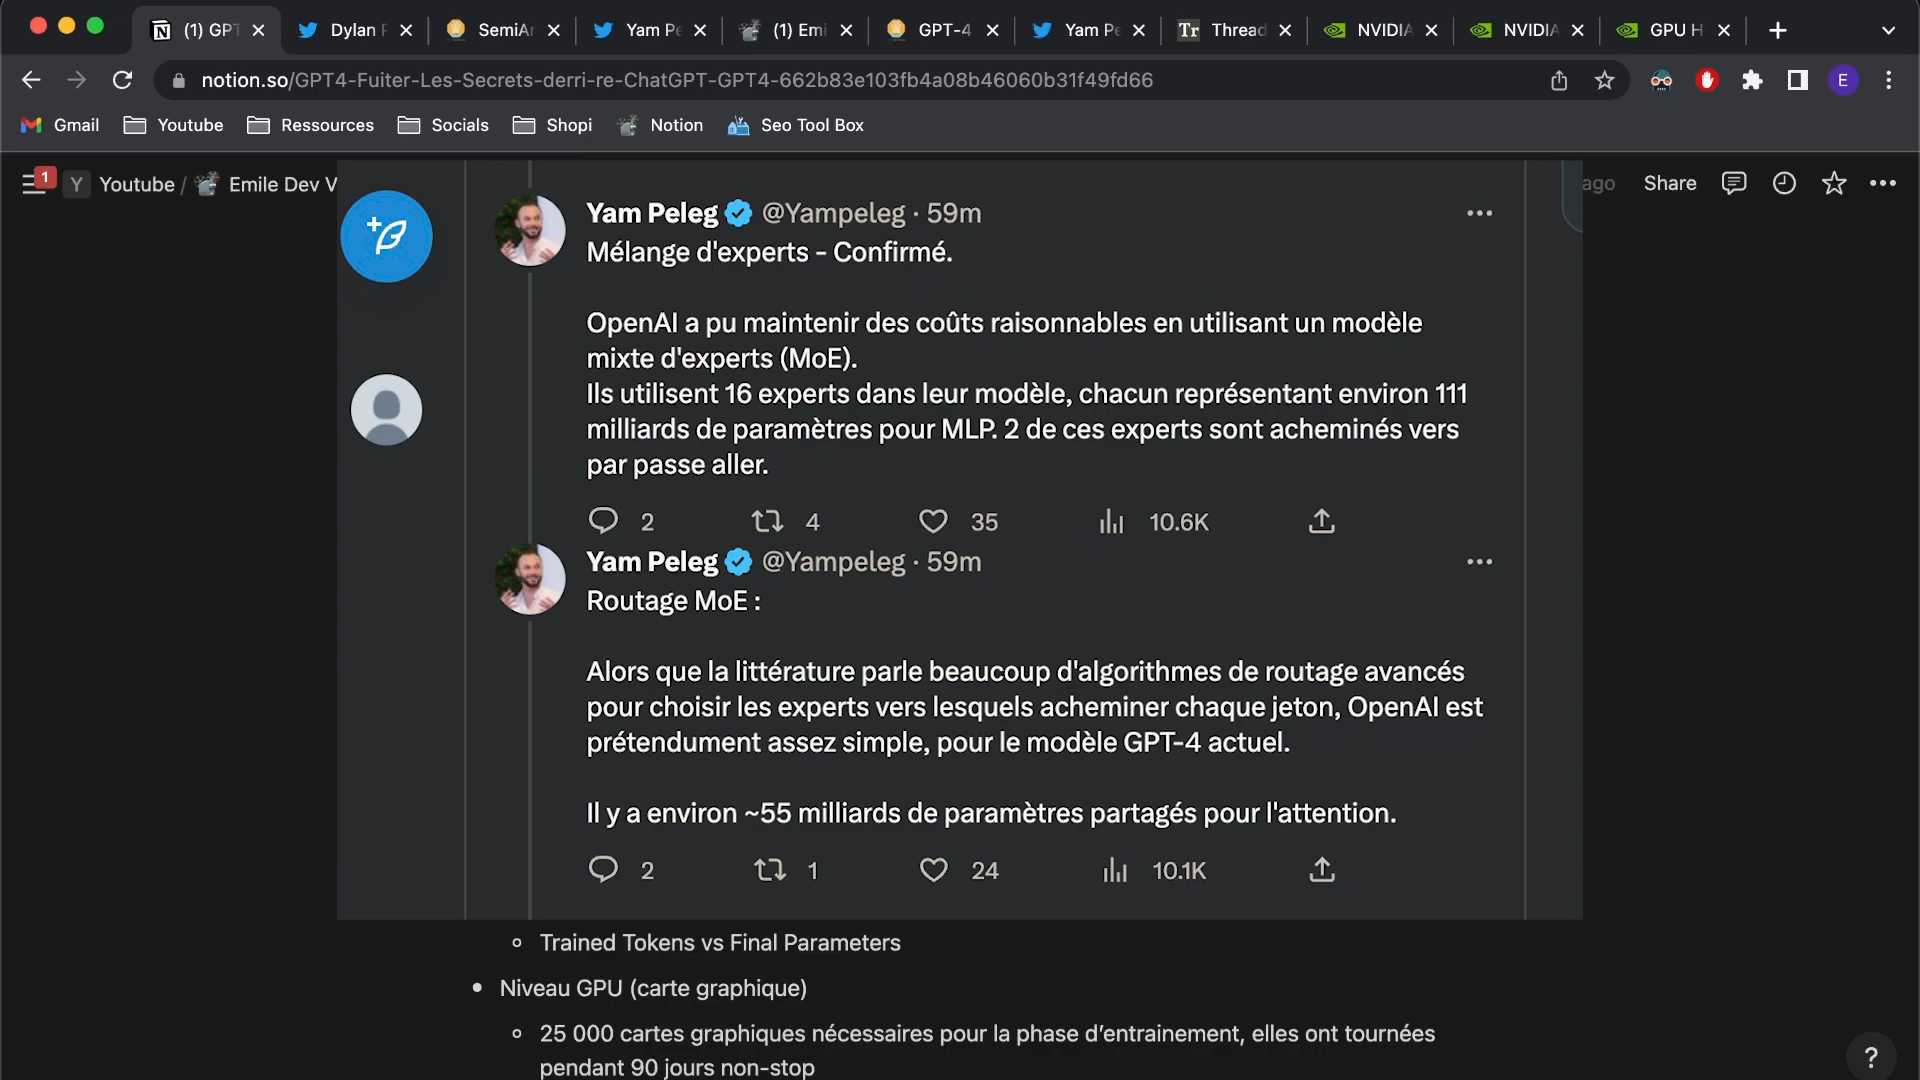 (1) GPT
Dylan
SemiAr
Yam Pe
(1) Emi
GPT-4
Yam Pe
Tr
Thread
NVIDIA
NVIDIA
GPU H
notion.so/GPT4-Fuiter-Les-Secrets-derri-re-ChatGPT-GPT4-662b83e103fb4a08b46060b31f49fd66
E
Gmail
Youtube
Ressources
Socials
Shopi
Notion
Seo Tool Box
1
Y
Youtube / Emile Dev V
ago
Share
Yam Peleg @Yampeleg · 59m
Mélange d'experts - Confirmé.
OpenAI a pu maintenir des coûts raisonnables en utilisant un modèle
mixte d'experts (MoE).
Ils utilisent 16 experts dans leur modèle, chacun représentant environ 111
milliards de paramètres pour MLP. 2 de ces experts sont acheminés vers
par passe aller.
2 4 35 10.6K
Yam Peleg @Yampeleg · 59m
Routage MoE :
Alors que la littérature parle beaucoup d'algorithmes de routage avancés
pour choisir les experts vers lesquels acheminer chaque jeton, OpenAI est
prétendument assez simple, pour le modèle GPT-4 actuel.
Il y a environ ~55 milliards de paramètres partagés pour l'attention.
2 1 24 10.1K
Trained Tokens vs Final Parameters
Niveau GPU (carte graphique)
25 000 cartes graphiques nécessaires pour la phase d'entrainement, elles ont tournées
pendant 90 jours non-stop
?